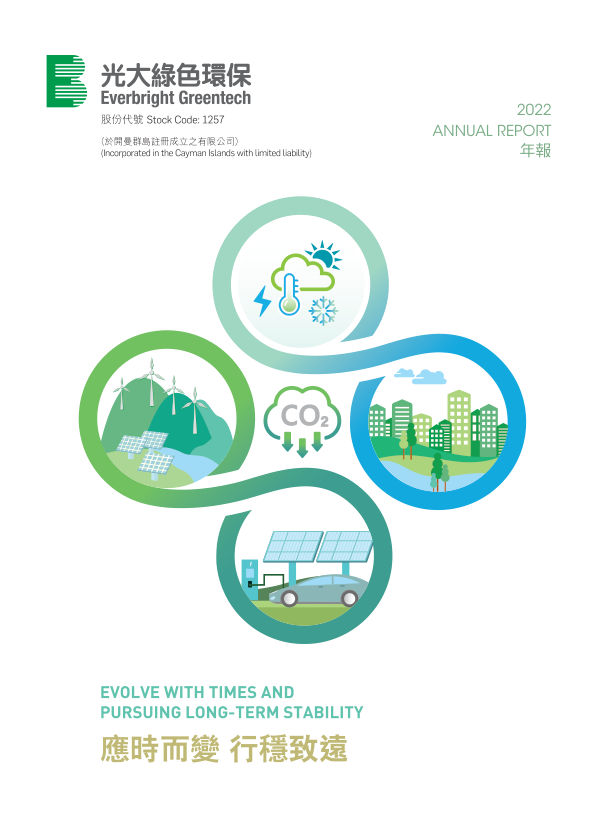 光大綠色環保
Everbright Greentech
股份代號 Stock Code: 1257
(於開曼群島註冊成立之有限公司)
(Incorporated in the Cayman Islands with limited liability)
2022
ANNUAL REPORT
年報
CO₂
EVOLVE WITH TIMES AND
PURSUING LONG-TERM STABILITY
應時而變 行穩致遠